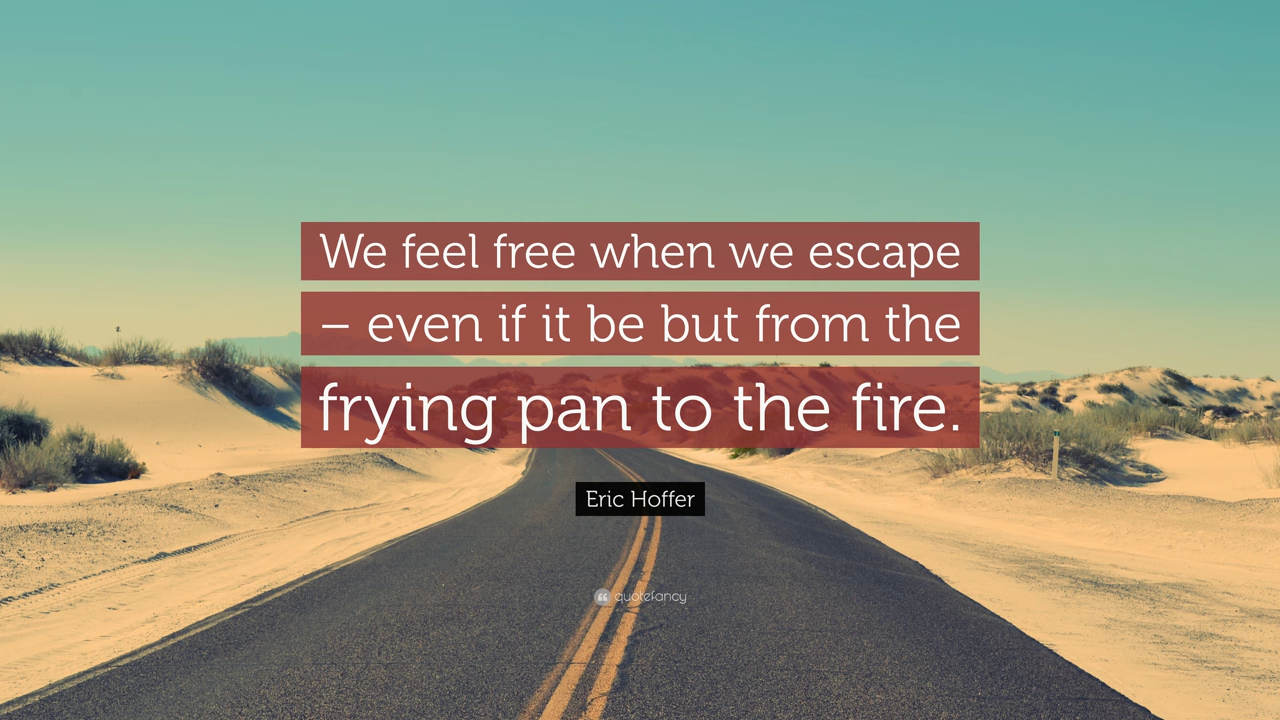 We feel free when we escape
– even if it be but from the
frying pan to the fire.
Eric Hoffer
quotefancy